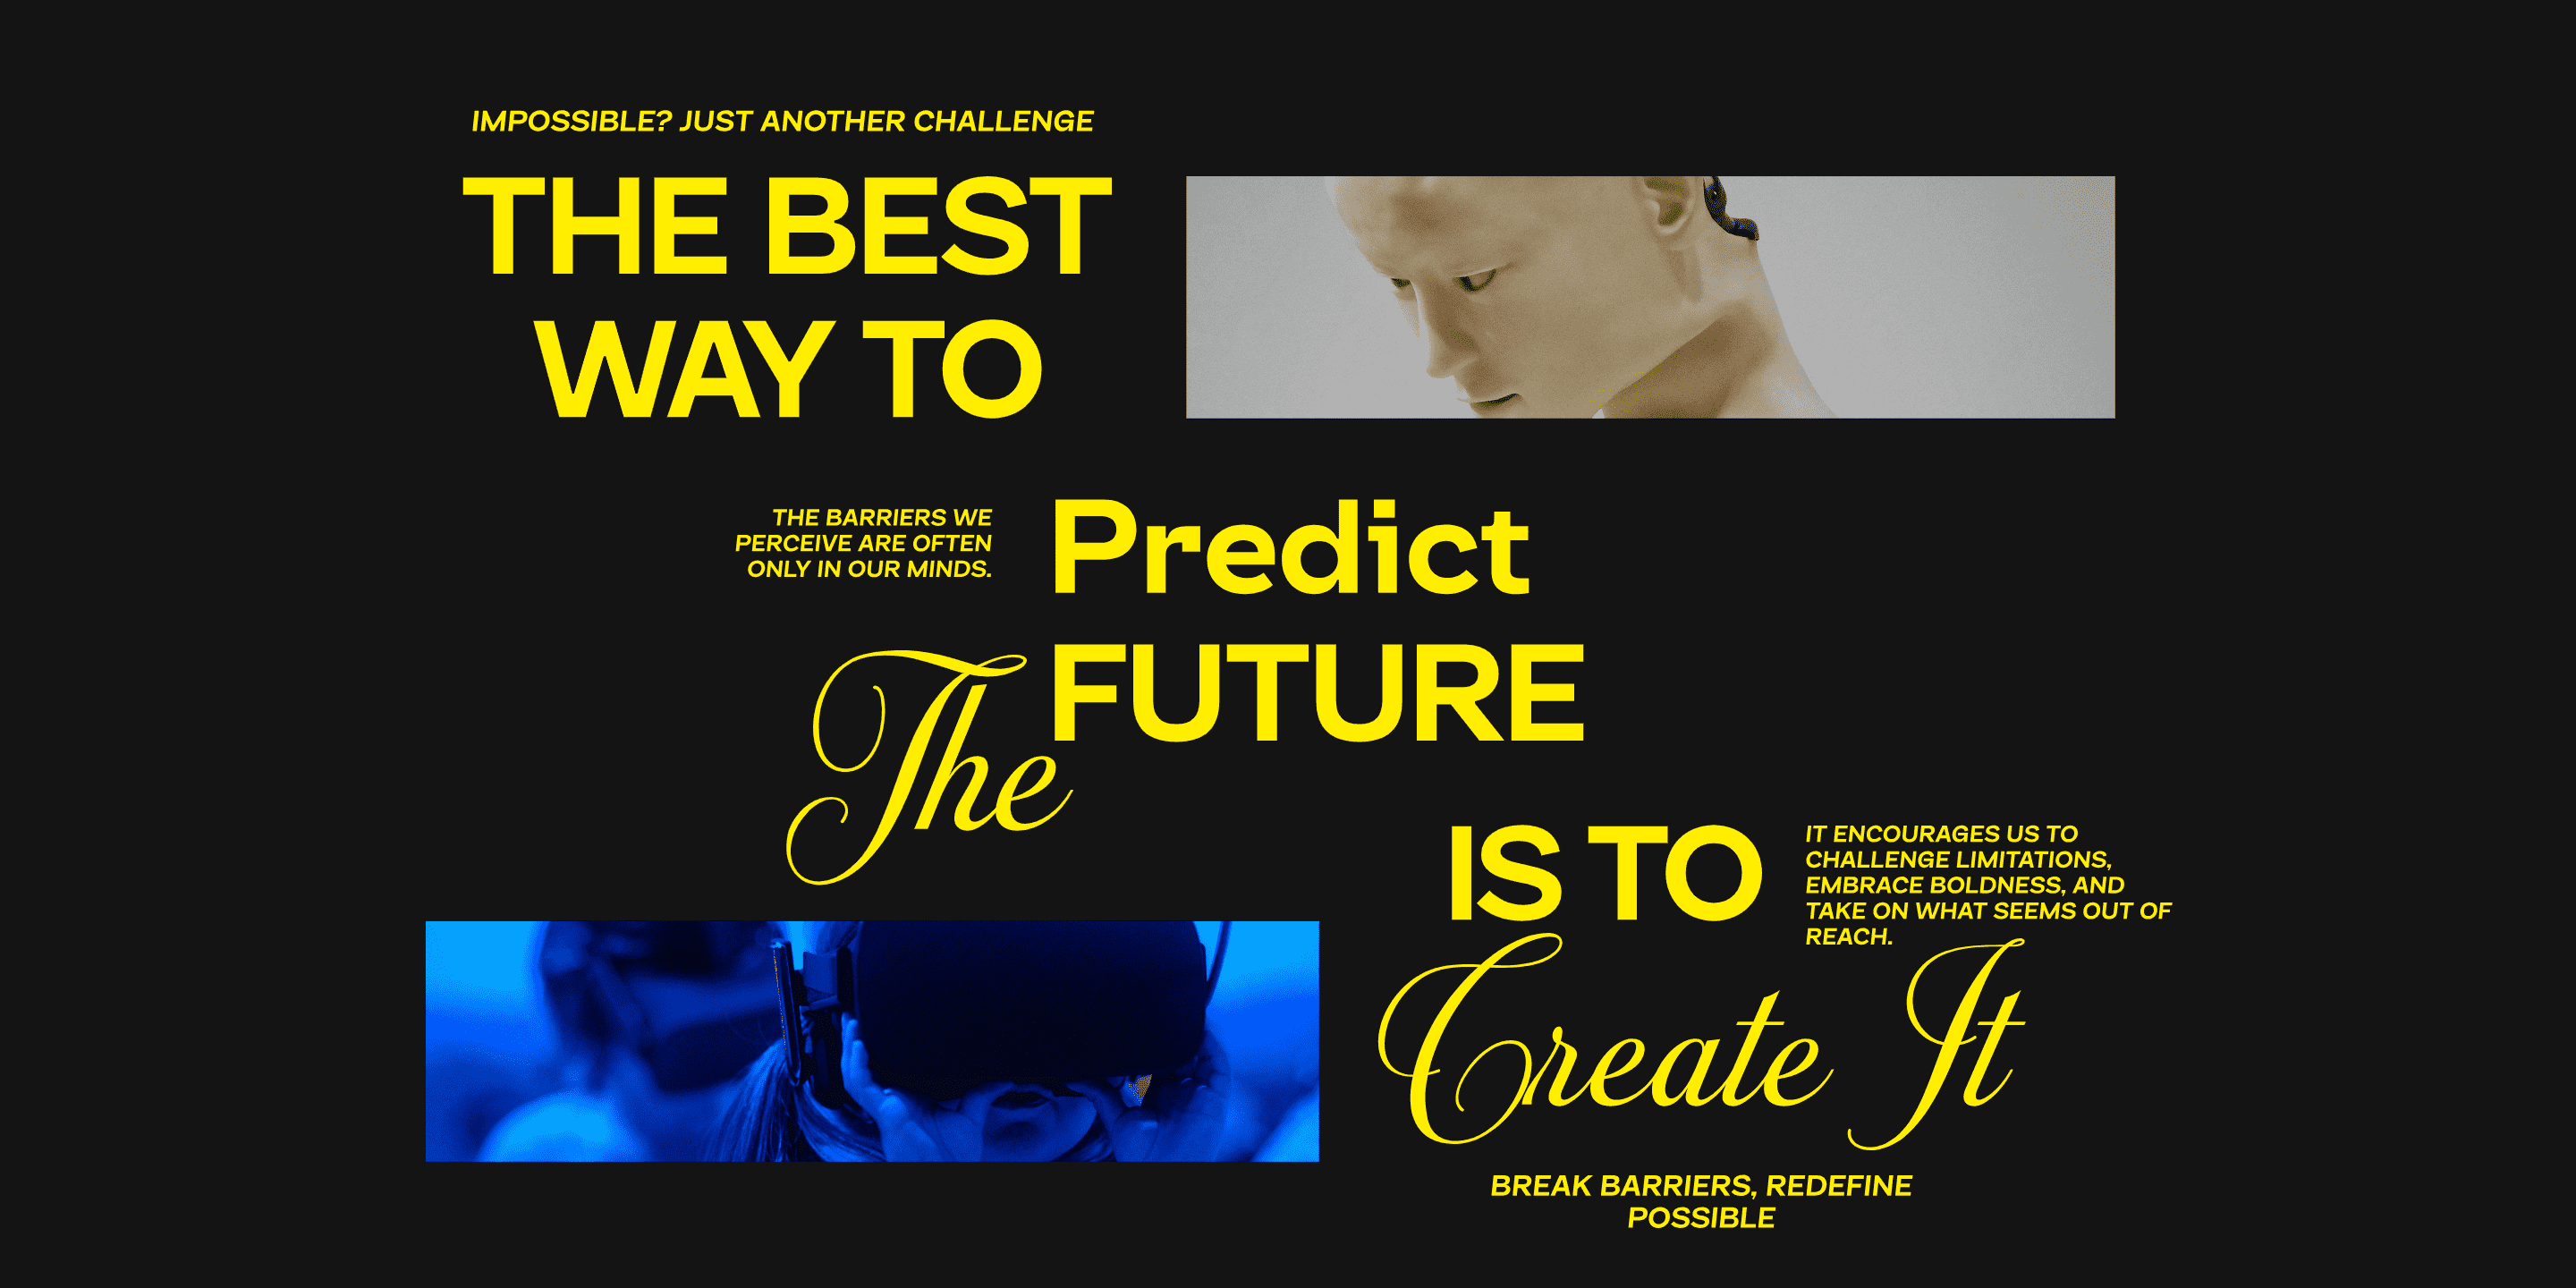 IMPOSSIBLE? JUST ANOTHER CHALLENGE
THE BEST
WAY TO
THE BARRIERS WE
PERCEIVE ARE OFTEN
ONLY IN OUR MINDS.
Predict
The FUTURE
IS TO
IT ENCOURAGES US TO
CHALLENGE LIMITATIONS,
EMBRACE BOLDNESS, AND
TAKE ON WHAT SEEMS OUT OF
REACH.
Create It
BREAK BARRIERS, REDEFINE
POSSIBLE